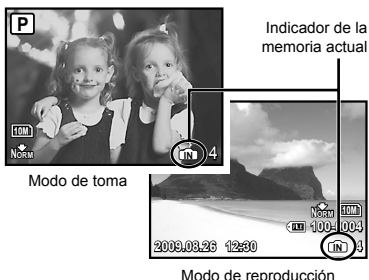 Indicador de la
memoria actual
P
10M
NORM
IN 4
Modo de toma
NORM 10M
FILE 100-0004
2009.08.26 12:30
IN 4
Modo de reproducción